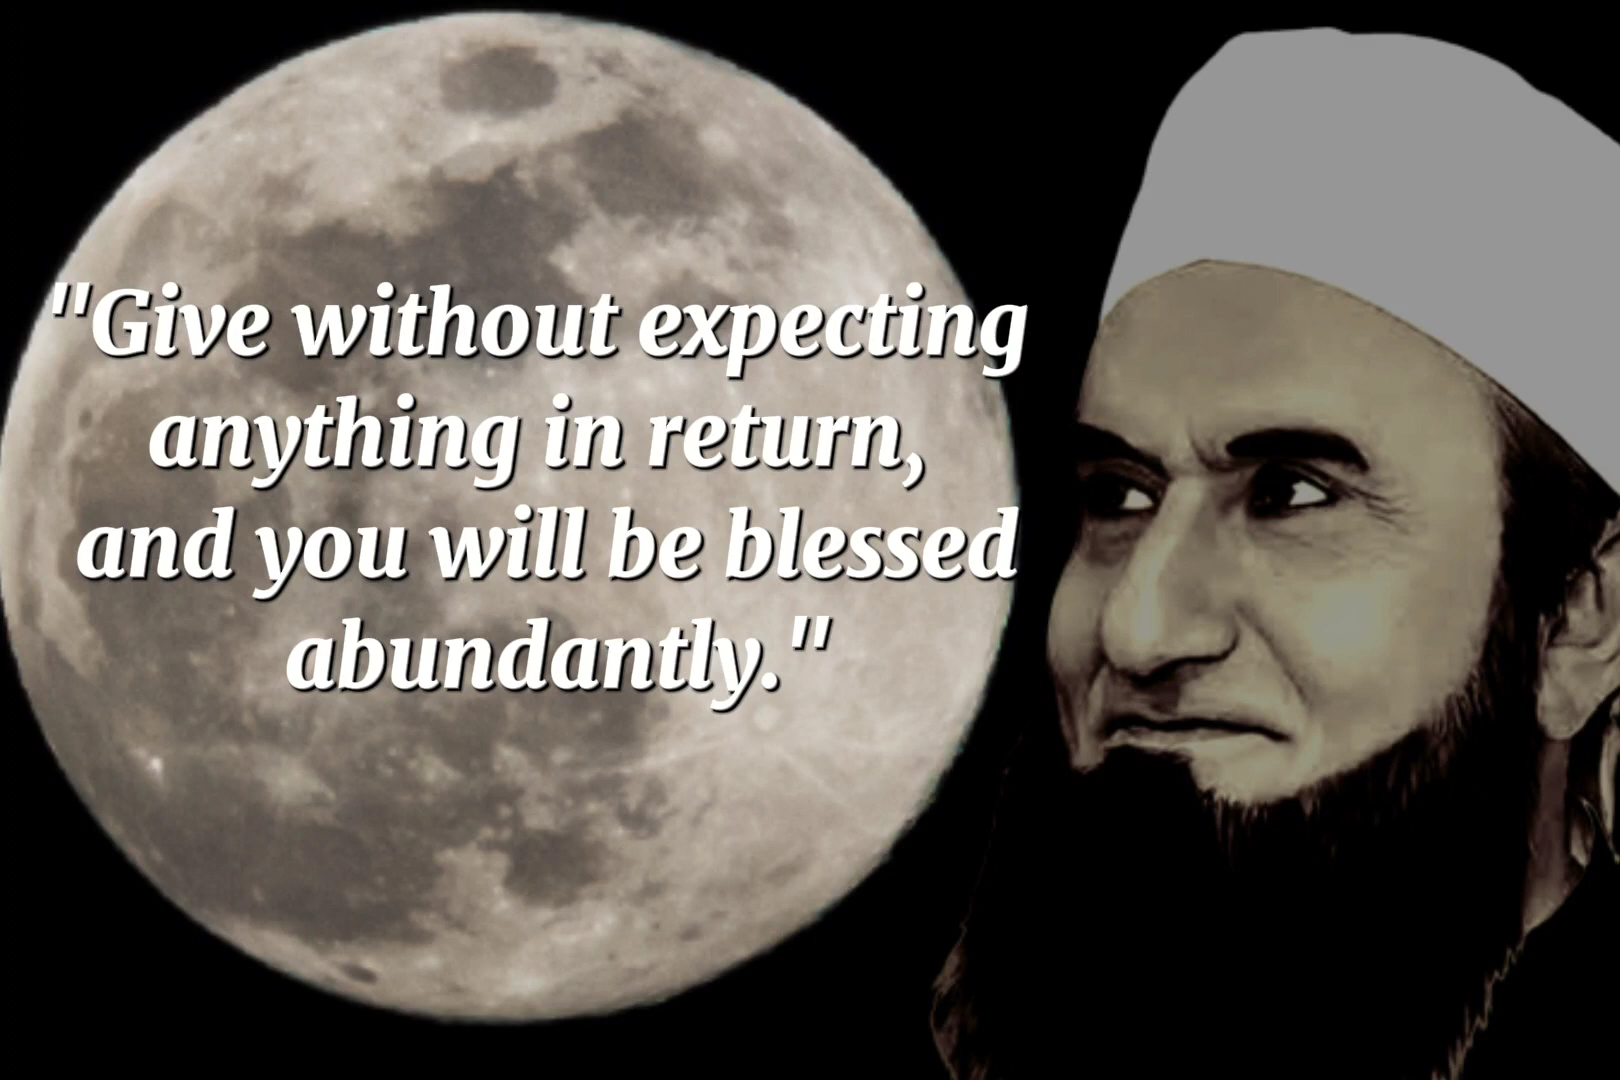 "Give without expecting
anything in return,
and you will be blessed
abundantly."